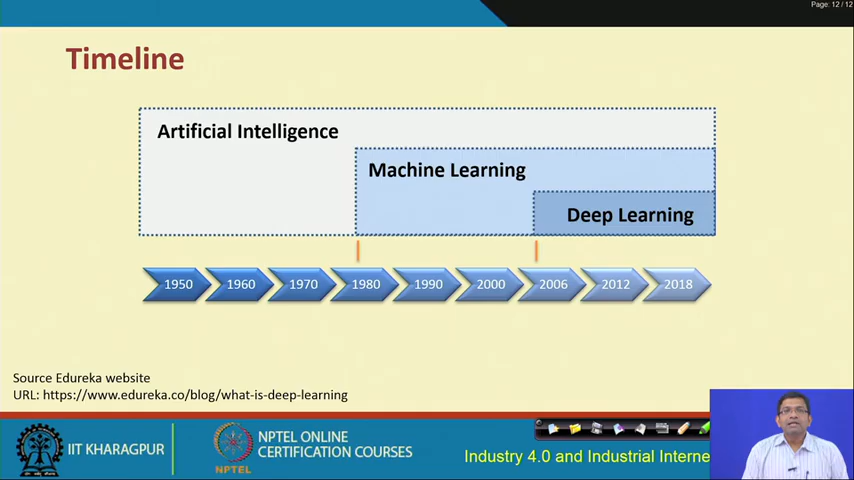 Page: 12 / 12
Timeline
Artificial Intelligence
Machine Learning
Deep Learning
1950 1960 1970 1980 1990 2000 2006 2012 2018
Source Edureka website
URL: https://www.edureka.co/blog/what-is-deep-learning
IIT KHARAGPUR
NPTEL
NPTEL ONLINE
CERTIFICATION COURSES
Industry 4.0 and Industrial Interne